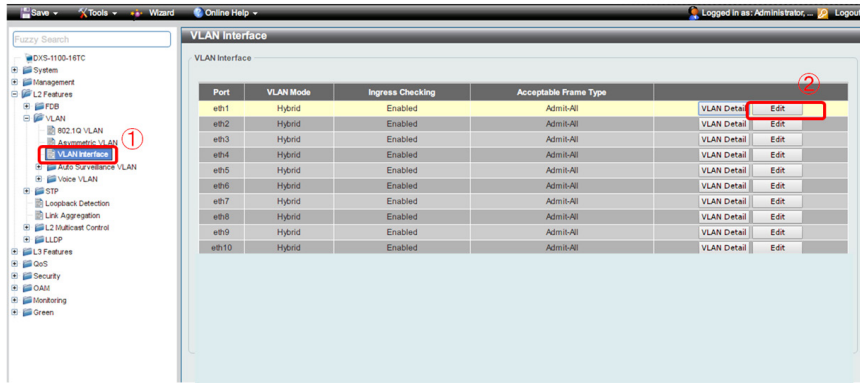 Save Tools Wizard Online Help Logged in as: Administrator, ... Logout
Fuzzy Search
DXS-1100-16TC
System
Management
L2 Features
FDB
VLAN
802.1Q VLAN
Asymmetric VLAN
VLAN Interface
①
Auto Surveillance VLAN
Voice VLAN
STP
Loopback Detection
Link Aggregation
L2 Multicast Control
LLDP
L3 Features
QoS
Security
OAM
Monitoring
Green
VLAN Interface
VLAN Interface
②
Port VLAN Mode Ingress Checking Acceptable Frame Type
eth1 Hybrid Enabled Admit-All VLAN Detail Edit
eth2 Hybrid Enabled Admit-All VLAN Detail Edit
eth3 Hybrid Enabled Admit-All VLAN Detail Edit
eth4 Hybrid Enabled Admit-All VLAN Detail Edit
eth5 Hybrid Enabled Admit-All VLAN Detail Edit
eth6 Hybrid Enabled Admit-All VLAN Detail Edit
eth7 Hybrid Enabled Admit-All VLAN Detail Edit
eth8 Hybrid Enabled Admit-All VLAN Detail Edit
eth9 Hybrid Enabled Admit-All VLAN Detail Edit
eth10 Hybrid Enabled Admit-All VLAN Detail Edit